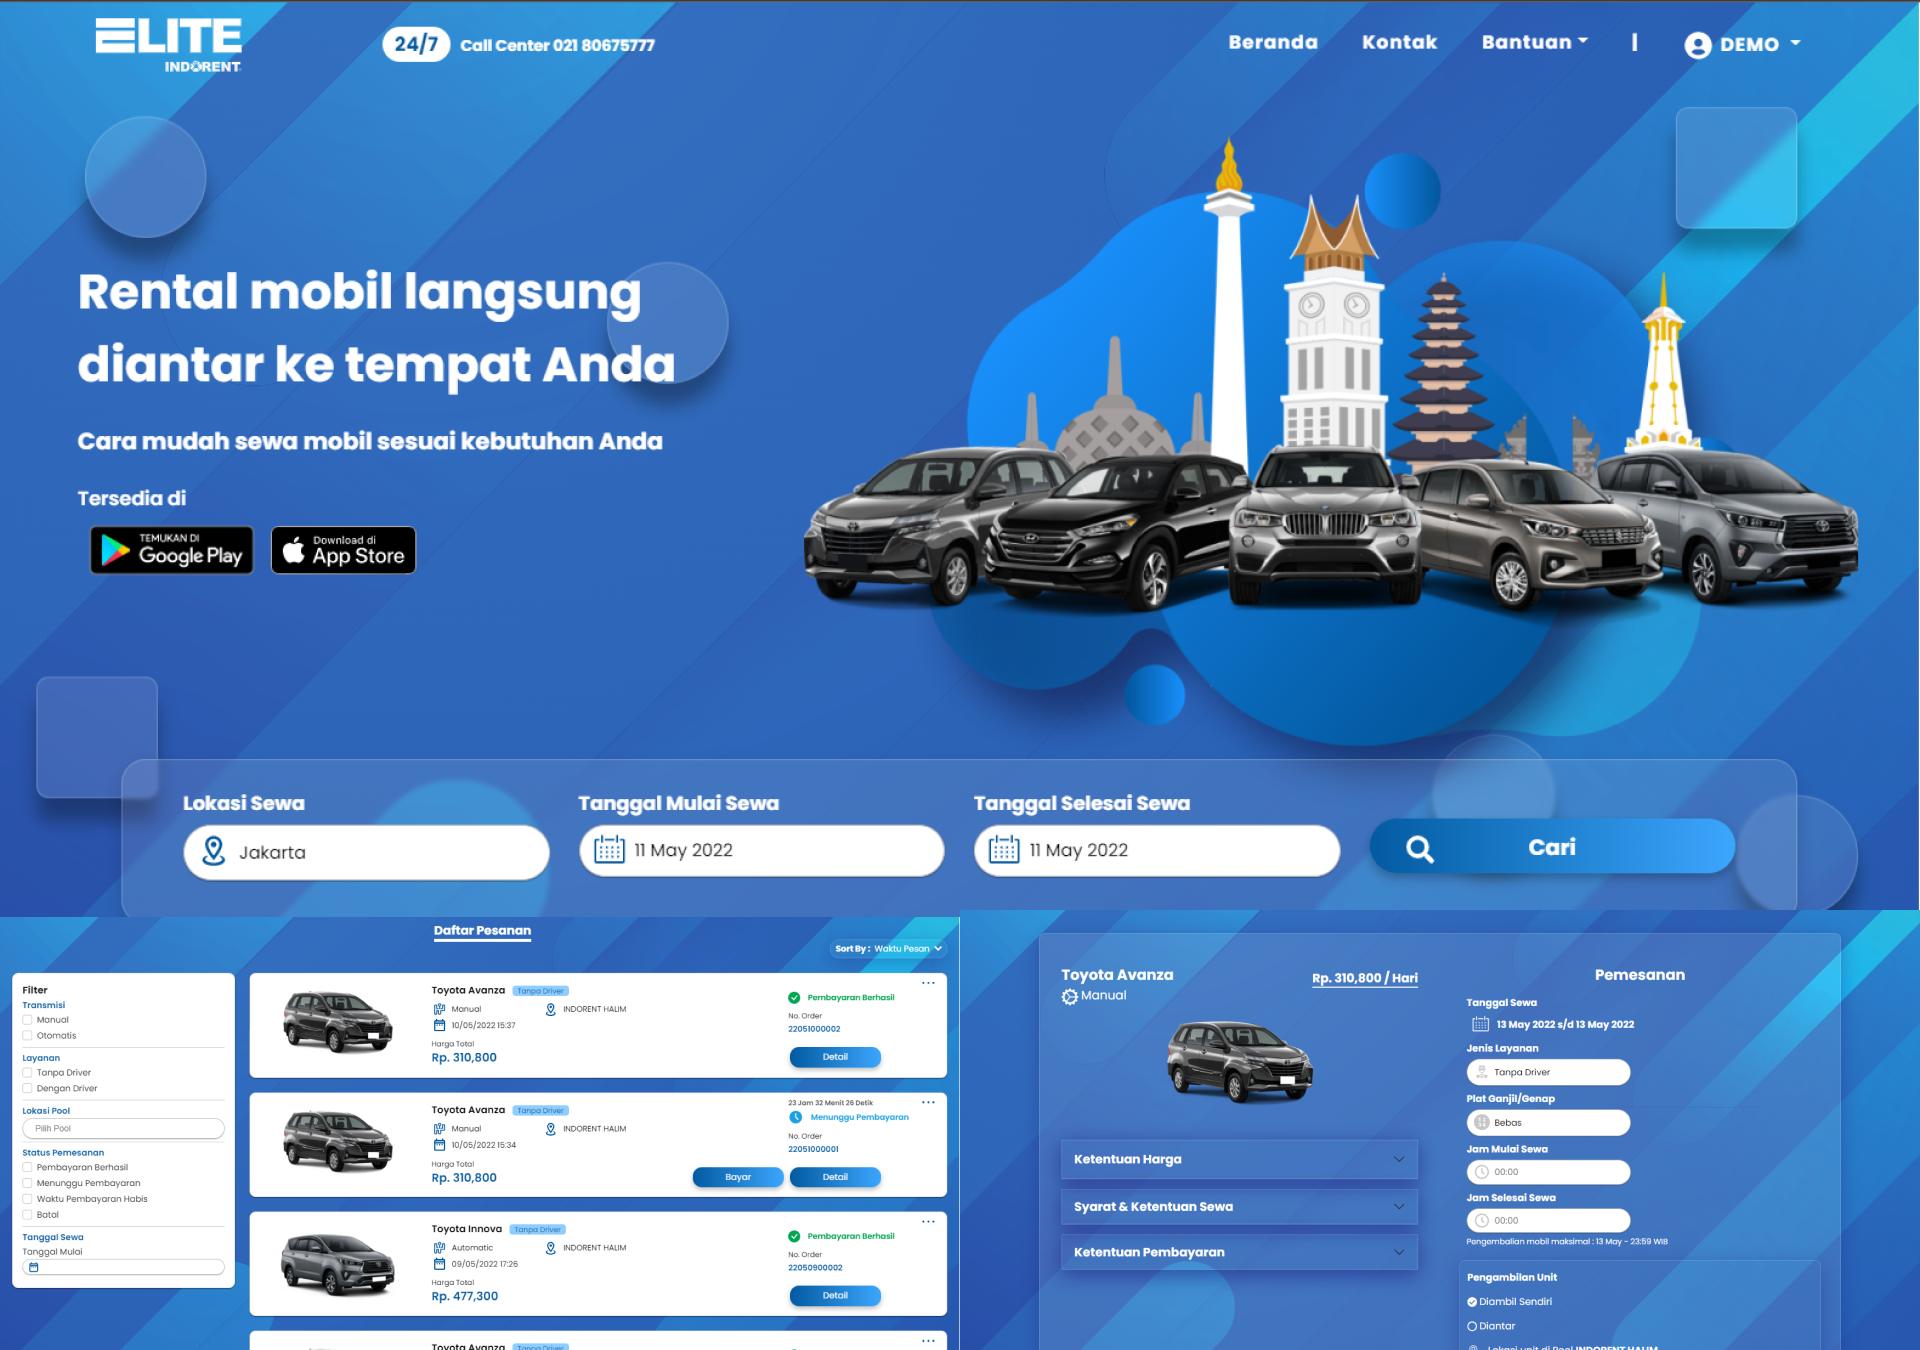 ELITE
INDORENT
24/7 Call Center 021 80675777
Beranda
Kontak
Bantuan
|
DEMO
Rental mobil langsung
diantar ke tempat Anda
Cara mudah sewa mobil sesuai kebutuhan Anda
Tersedia di
TEMUKAN DI
Google Play
Download di
App Store
Lokasi Sewa
Jakarta
Tanggal Mulai Sewa
11 May 2022
Tanggal Selesai Sewa
11 May 2022
Cari
Daftar Pesanan
Sort By : Waktu Pesan
Filter
Transmisi
Manual
Otomatis
Layanan
Tanpa Driver
Dengan Driver
Lokasi Pool
Pilih Pool
Status Pemesanan
Pembayaran Berhasil
Menunggu Pembayaran
Waktu Pembayaran Habis
Batal
Tanggal Sewa
Tanggal Mulai
Toyota Avanza Tanpa Driver
Manual
INDORENT HALIM
10/05/2022 15:37
Harga Total
Rp. 310,800
Pembayaran Berhasil
No. Order
22051000002
Detail
Toyota Avanza Tanpa Driver
Manual
INDORENT HALIM
10/05/2022 15:34
Harga Total
Rp. 310,800
23 Jam 32 Menit 26 Detik
Menunggu Pembayaran
No. Order
22051000001
Bayar
Detail
Toyota Innova Tanpa Driver
Automatic
INDORENT HALIM
09/05/2022 17:26
Harga Total
Rp. 477,300
Pembayaran Berhasil
No. Order
22050900002
Detail
Toyota Avanza Tanpa Driver
Toyota Avanza
Manual
Rp. 310,800 / Hari
Ketentuan Harga
Syarat & Ketentuan Sewa
Ketentuan Pembayaran
Pemesanan
Tanggal Sewa
13 May 2022 s/d 13 May 2022
Jenis Layanan
Tanpa Driver
Plat Ganjil/Genap
Bebas
Jam Mulai Sewa
00:00
Jam Selesai Sewa
00:00
Pengembalian mobil maksimal : 13 May - 23:59 WIB
Pengambilan Unit
Diambil Sendiri
Diantar
Lokasi unit di Pool INDORENT HALIM